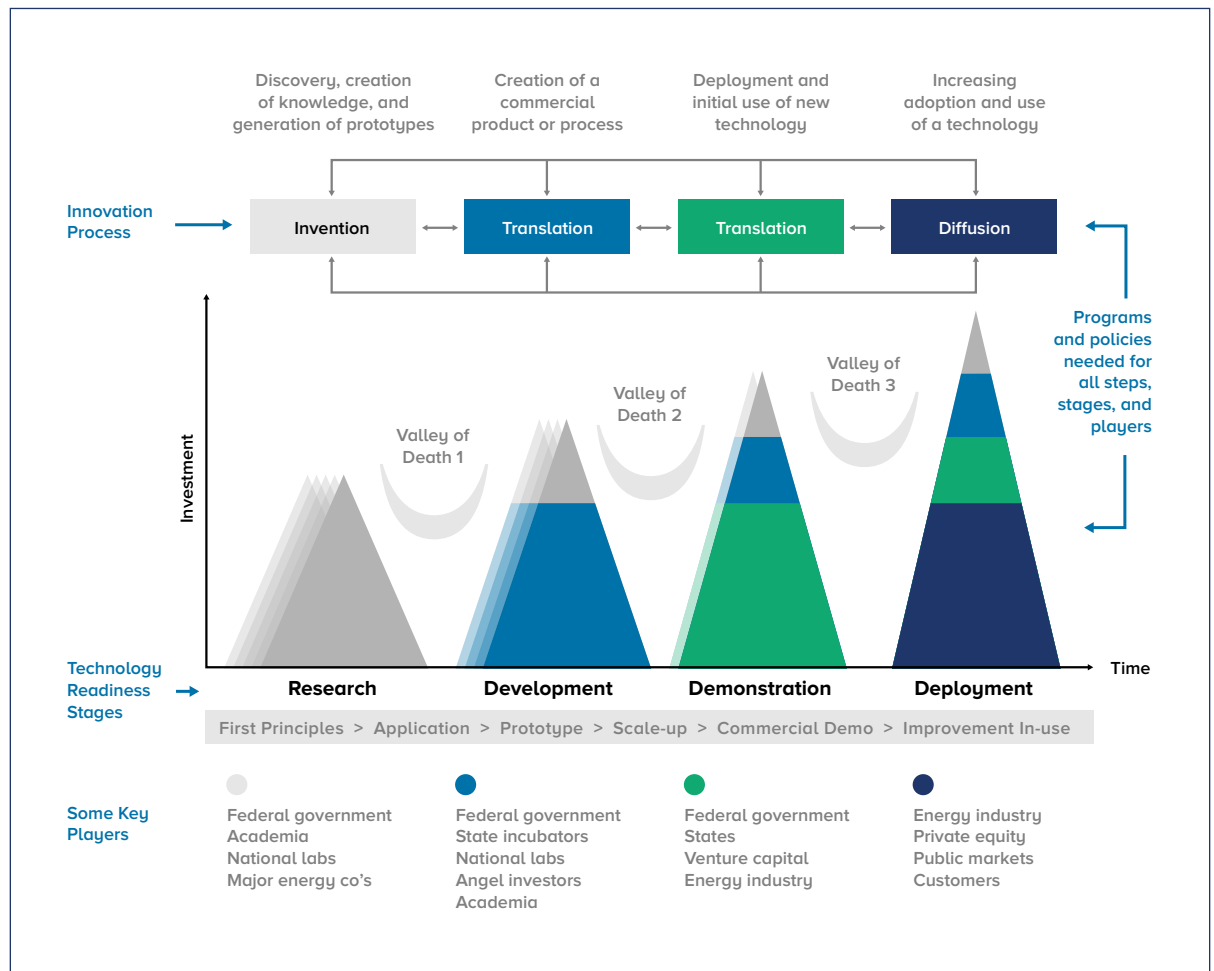 Discovery, creation
of knowledge, and
generation of prototypes
Creation of a
commercial
product or process
Deployment and
initial use of new
technology
Increasing
adoption and use
of a technology
Innovation
Process
Invention
Translation
Translation
Diffusion
Programs
and policies
needed for
all steps,
stages, and
players
Valley of
Death 1
Valley of
Death 2
Valley of
Death 3
Investment
Time
Technology
Readiness
Stages
Research
Development
Demonstration
Deployment
First Principles > Application > Prototype > Scale-up > Commercial Demo > Improvement In-use
Some Key
Players
Federal government
Academia
National labs
Major energy co's
Federal government
State incubators
National labs
Angel investors
Academia
Federal government
States
Venture capital
Energy industry
Energy industry
Private equity
Public markets
Customers